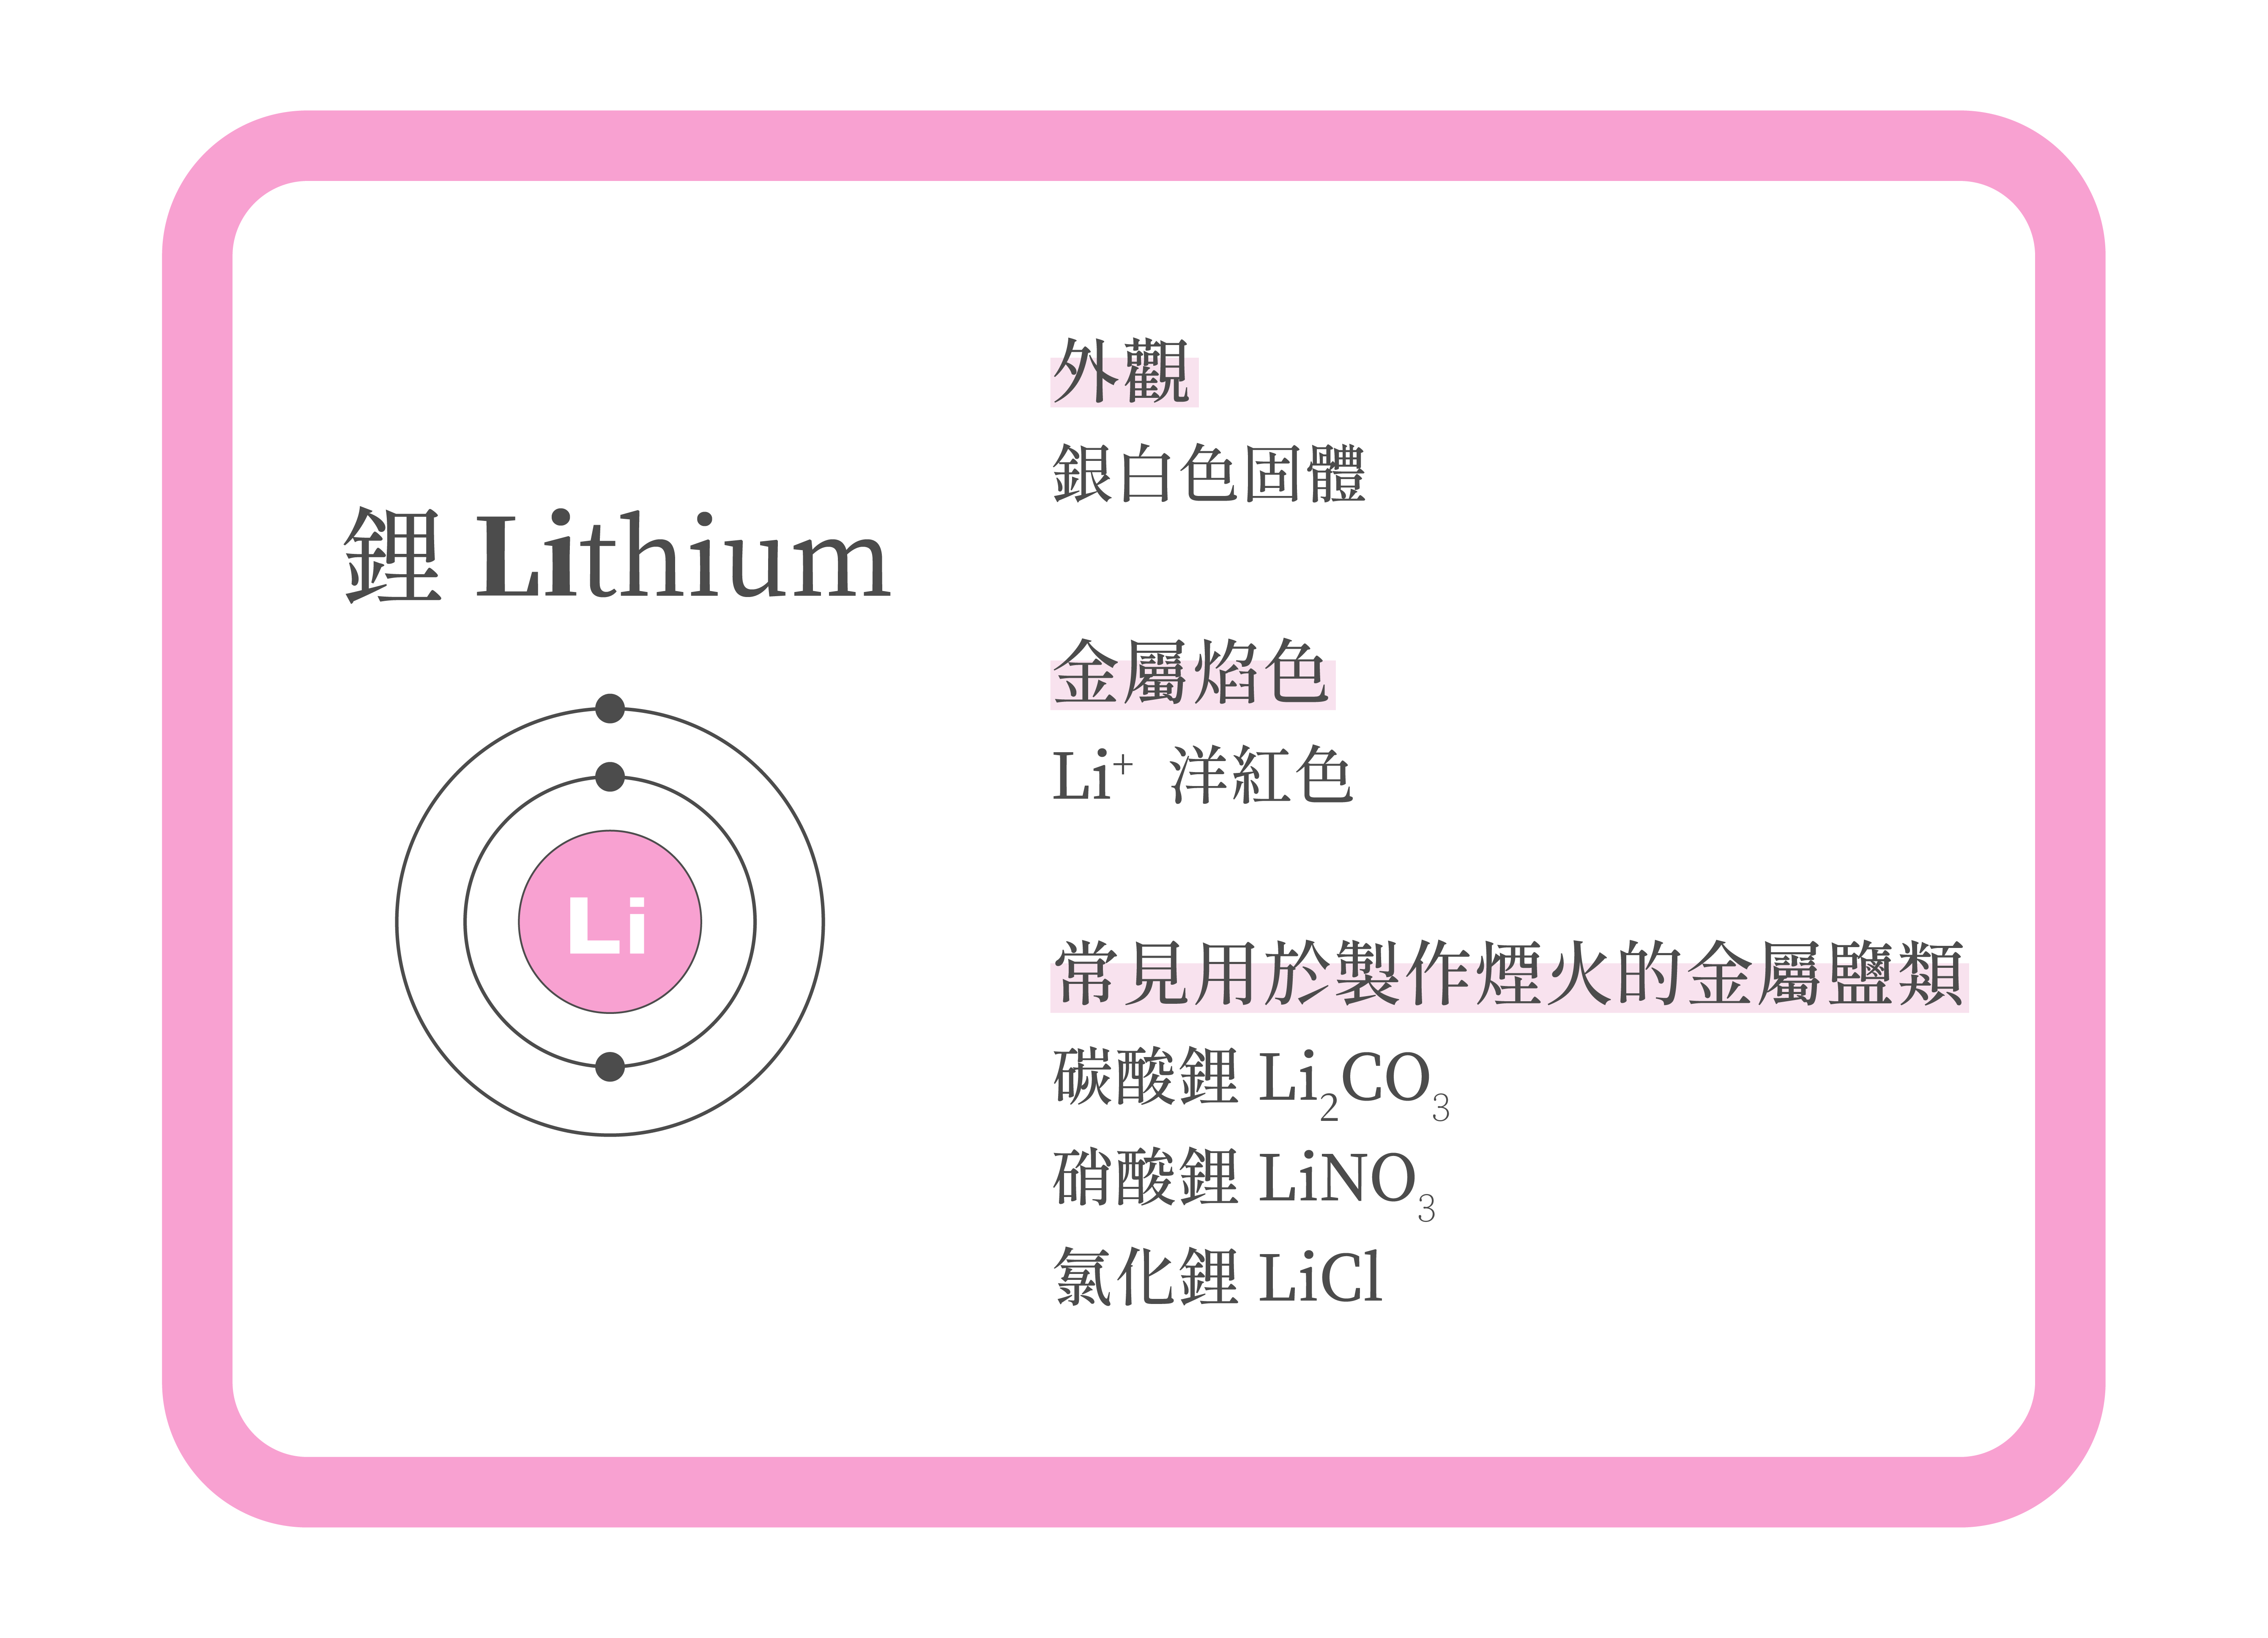 鋰 Lithium
Li
外觀
銀白色固體
金屬焰色
Li⁺ 洋紅色
常見用於製作煙火的金屬鹽類
碳酸鋰 Li₂CO₃
硝酸鋰 LiNO₃
氯化鋰 LiCl